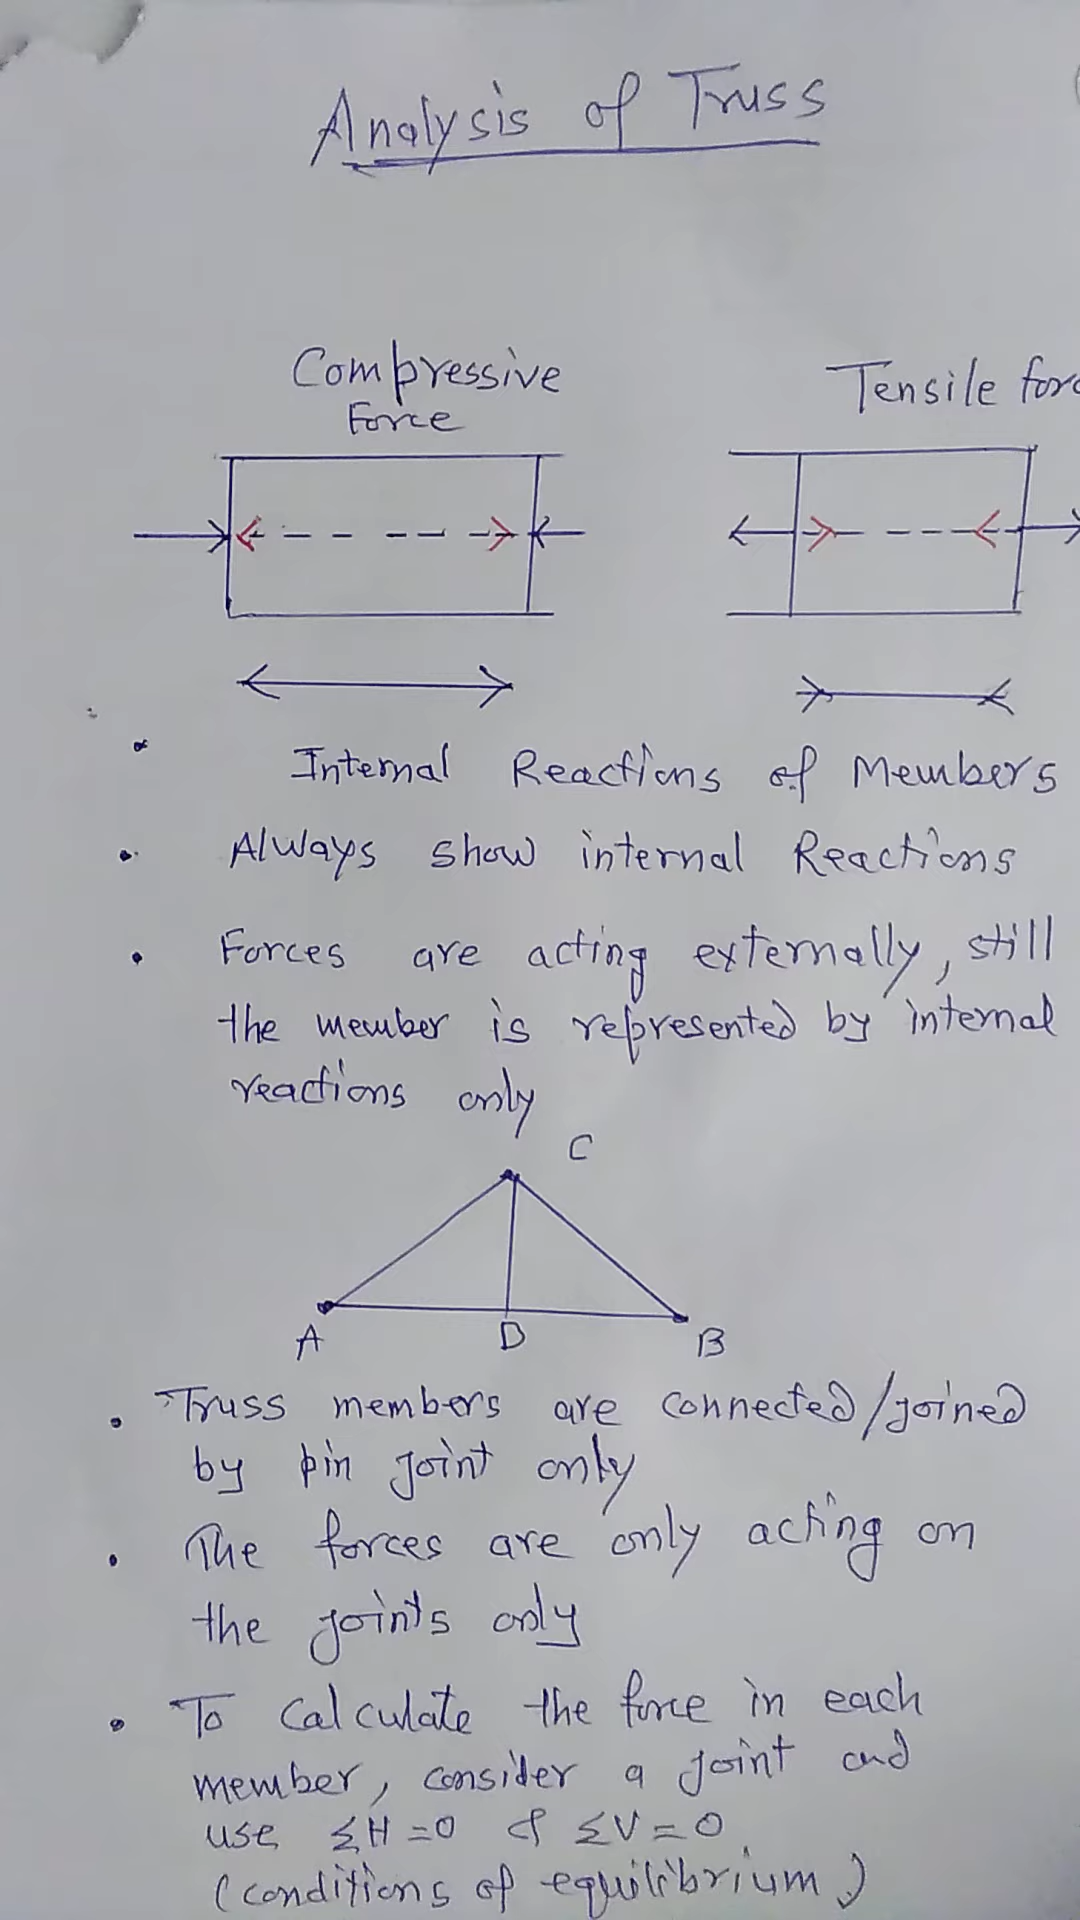 Analysis of Truss
Compressive
Force
Tensile
Internal Reactions of Members
Always show internal Reactions
Forces are acting externally, still
the member is represented by internal
reactions only
C
A
D
B
Truss members are connected/joined
by pin joint only
The forces are only acting on
the joints only
To calculate the force in each
member, consider a joint and
use ΣH=0 & ΣV=0
(conditions of equilibrium)